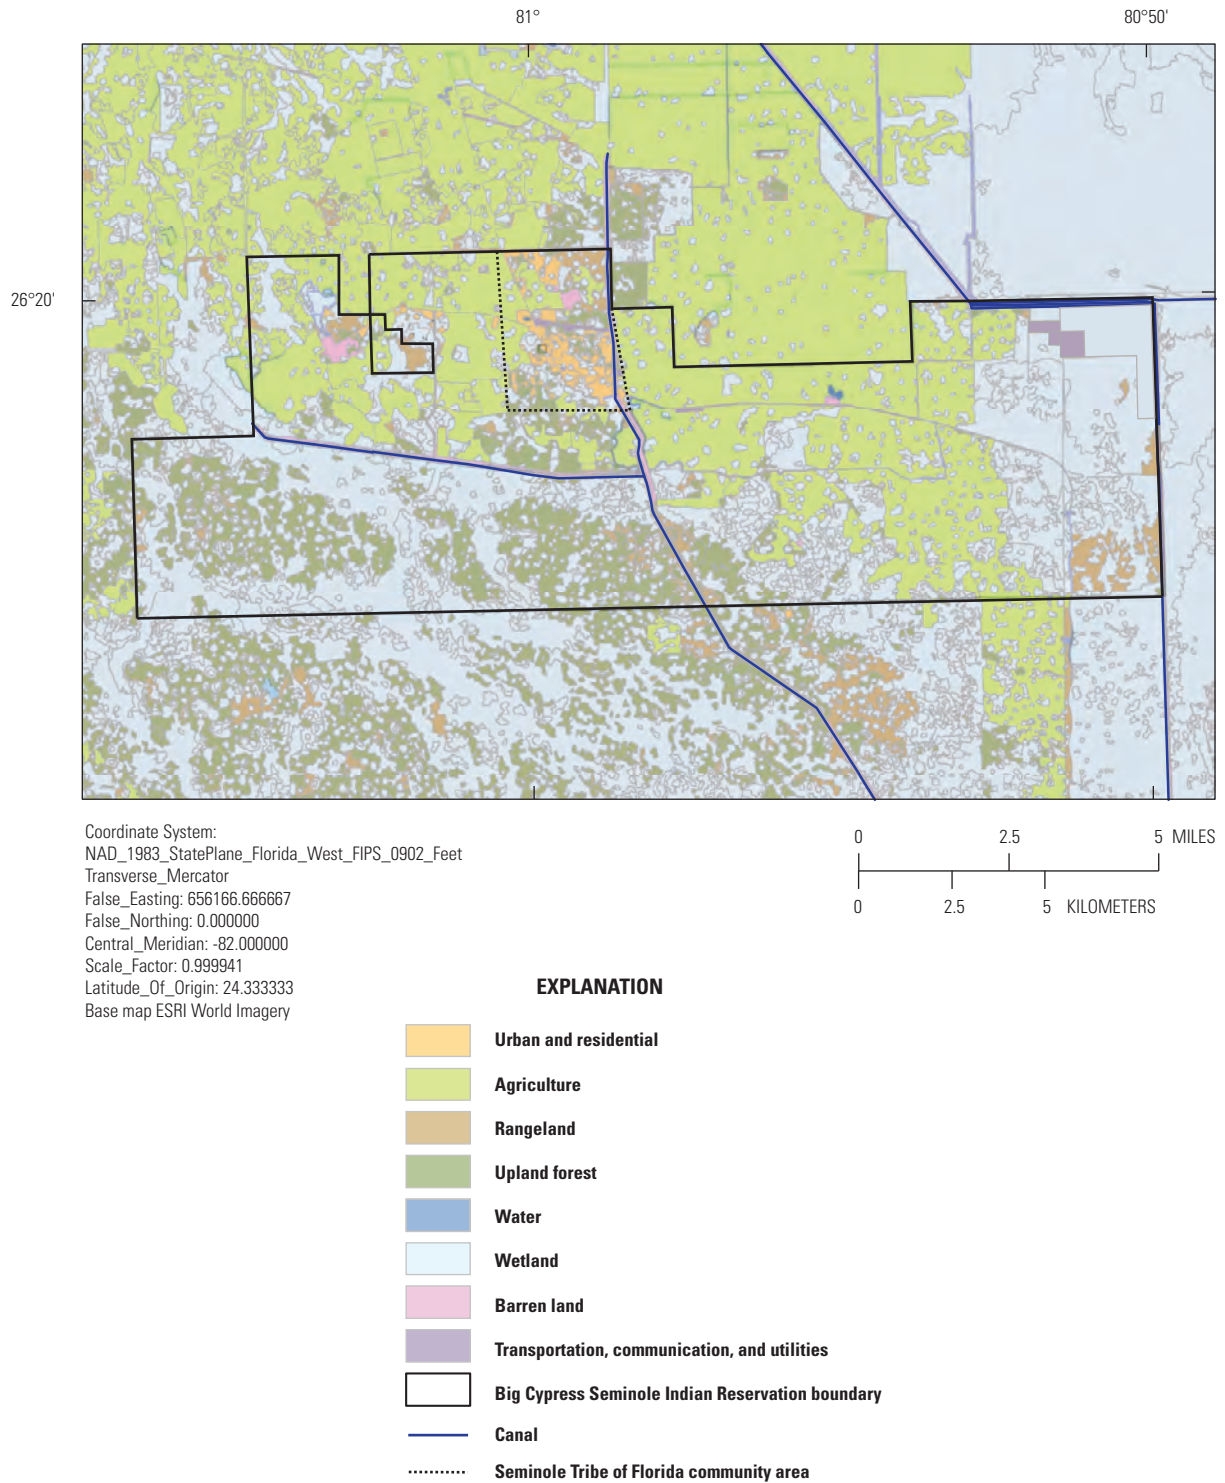 81°
80°50'
26°20'
Coordinate System:
NAD_1983_StatePlane_Florida_West_FIPS_0902_Feet
Transverse_Mercator
False_Easting: 656166.666667
False_Northing: 0.000000
Central_Meridian: -82.000000
Scale_Factor: 0.999941
Latitude_Of_Origin: 24.333333
Base map ESRI World Imagery
0 2.5 5 MILES
0 2.5 5 KILOMETERS
EXPLANATION
Urban and residential
Agriculture
Rangeland
Upland forest
Water
Wetland
Barren land
Transportation, communication, and utilities
Big Cypress Seminole Indian Reservation boundary
Canal
Seminole Tribe of Florida community area